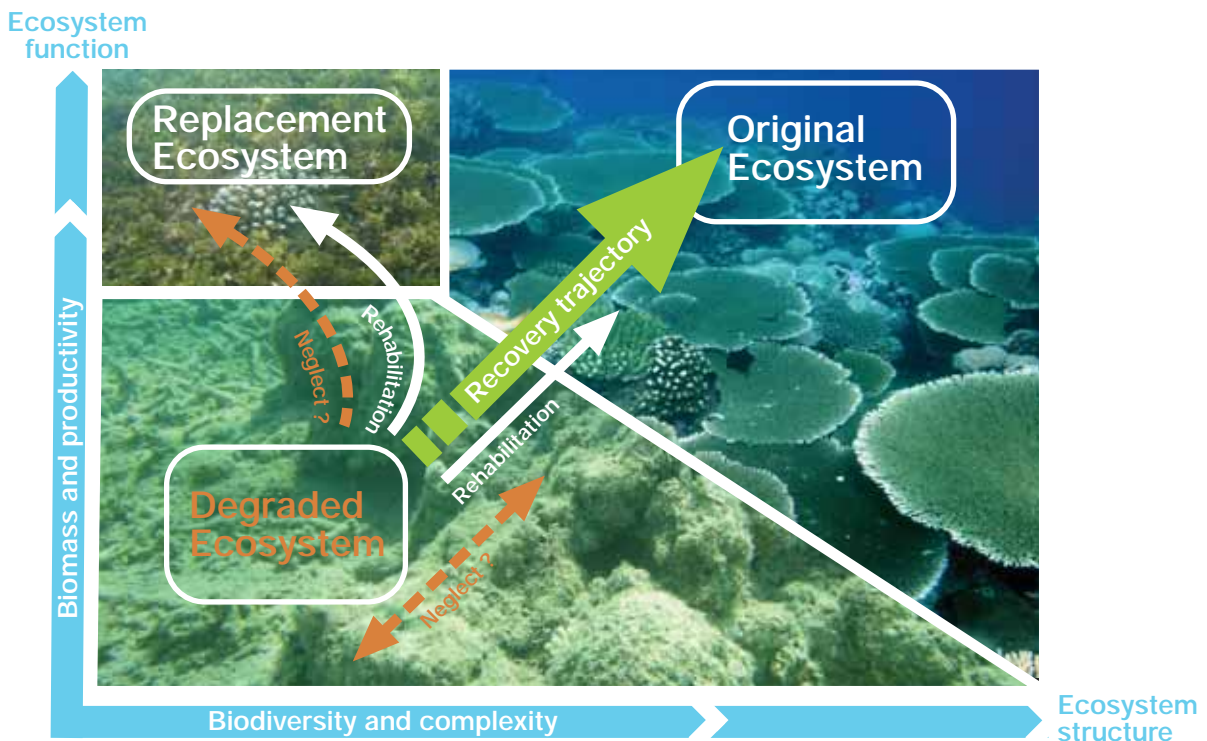 Ecosystem
function
Replacement
Ecosystem
Original
Ecosystem
Recovery trajectory
Rehabilitation
Neglect ?
Rehabilitation
Degraded
Ecosystem
Neglect ?
Biomass and productivity
Biodiversity and complexity
Ecosystem
structure